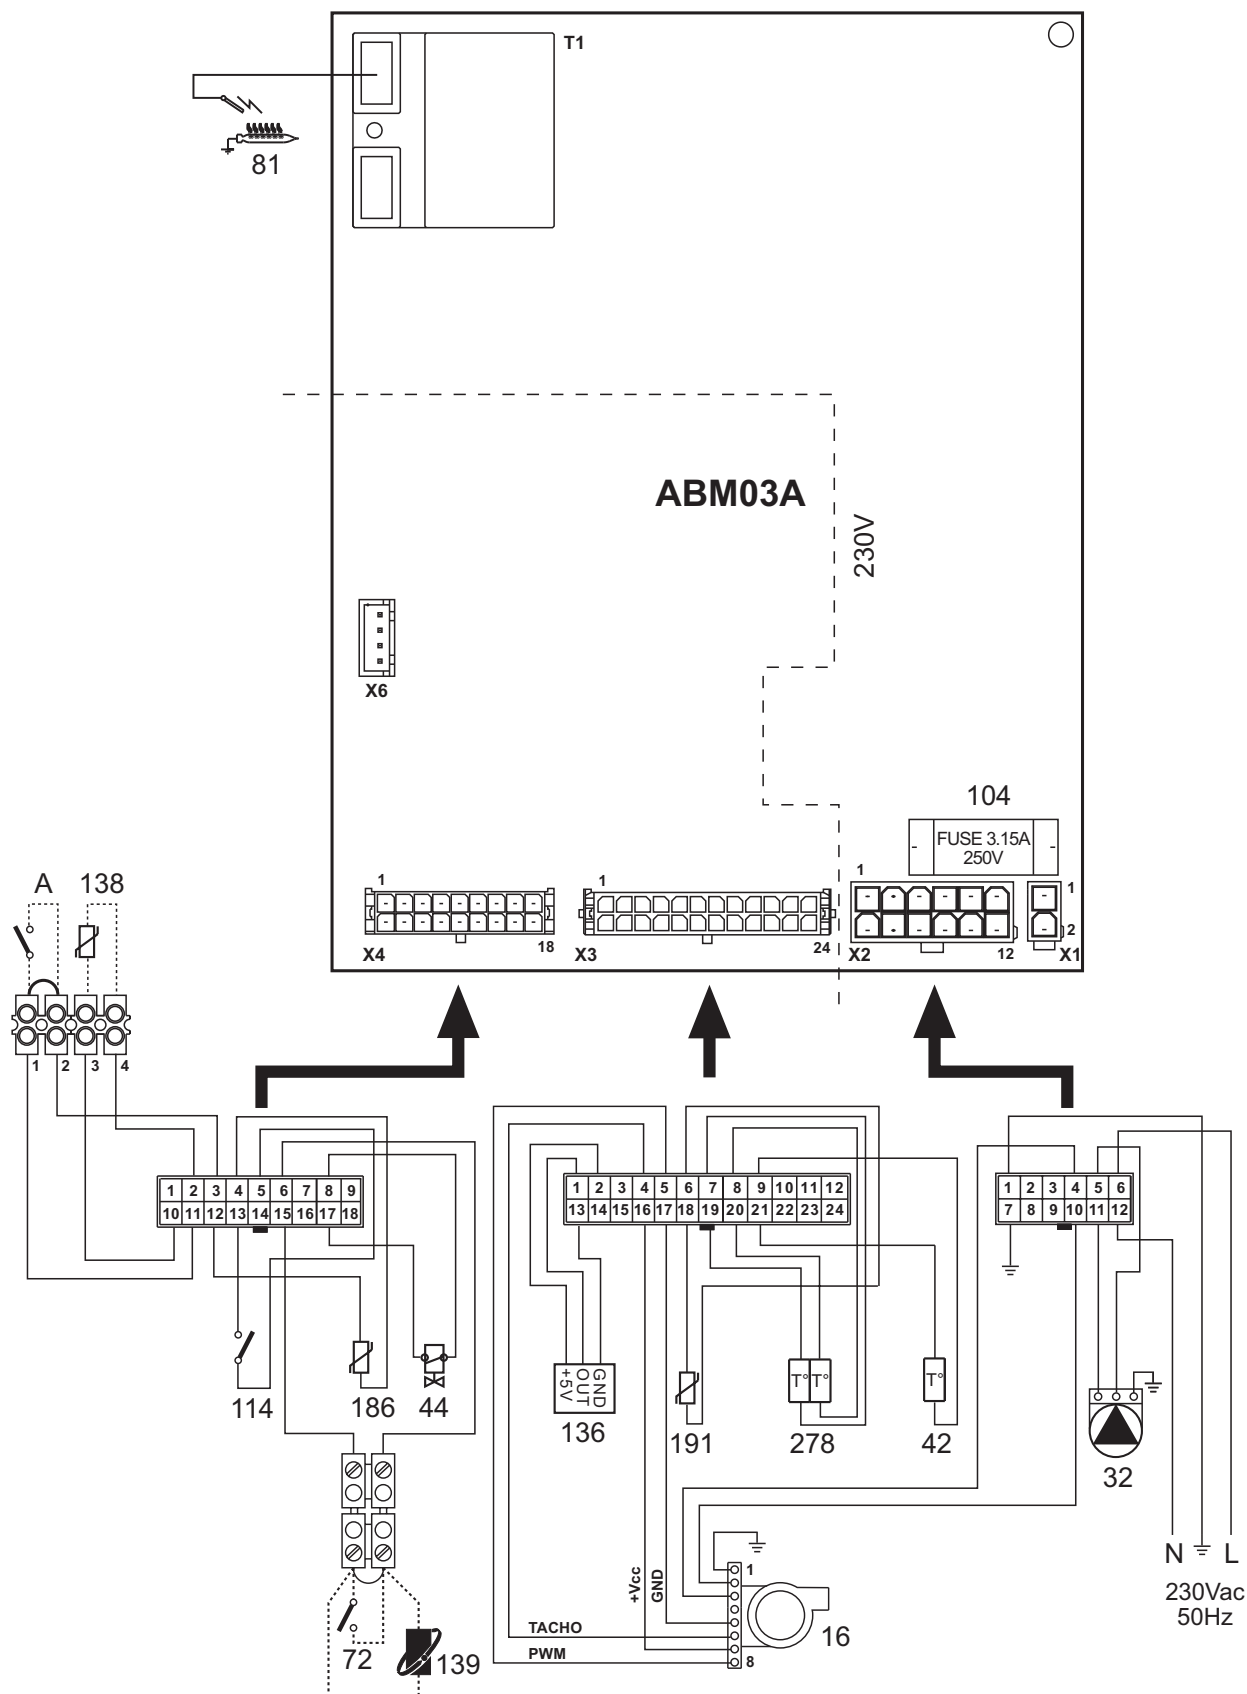 T1
81
ABM03A
230V
X6
104
FUSE 3.15A
250V
1
18
X4
1
24
X3
1
12
X2
1
2
X1
A 138
1 2 3 4
1 2 3 4 5 6 7 8 9
10 11 12 13 14 15 16 17 18
1 2 3 4 5 6 7 8 9 10 11 12
13 14 15 16 17 18 19 20 21 22 23 24
1 2 3 4 5 6
7 8 9 10 11 12
114
186
44
+5V
OUT
GND
136
191
278
T° T°
42
T°
32
N L
230Vac
50Hz
+Vcc
GND
TACHO
PWM
1
8
16
72
139